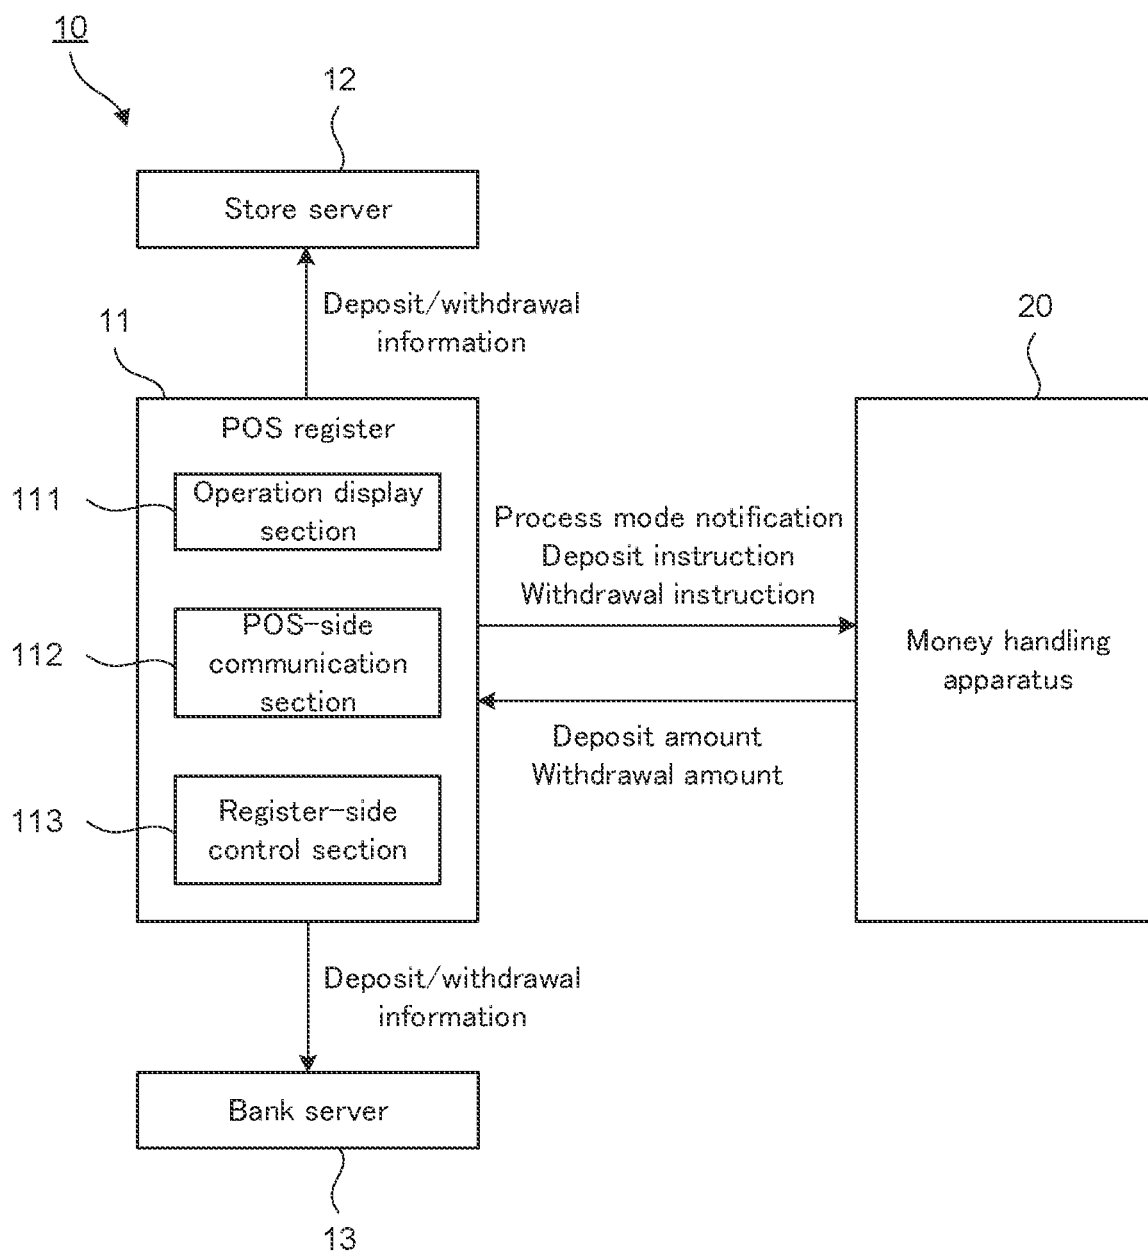 10
12
Store server
Deposit/withdrawal
information
11
20
POS register
111
Operation display
section
Process mode notification
Deposit instruction
Withdrawal instruction
112
POS-side
communication
section
Money handling
apparatus
Deposit amount
Withdrawal amount
113
Register-side
control section
Deposit/withdrawal
information
Bank server
13